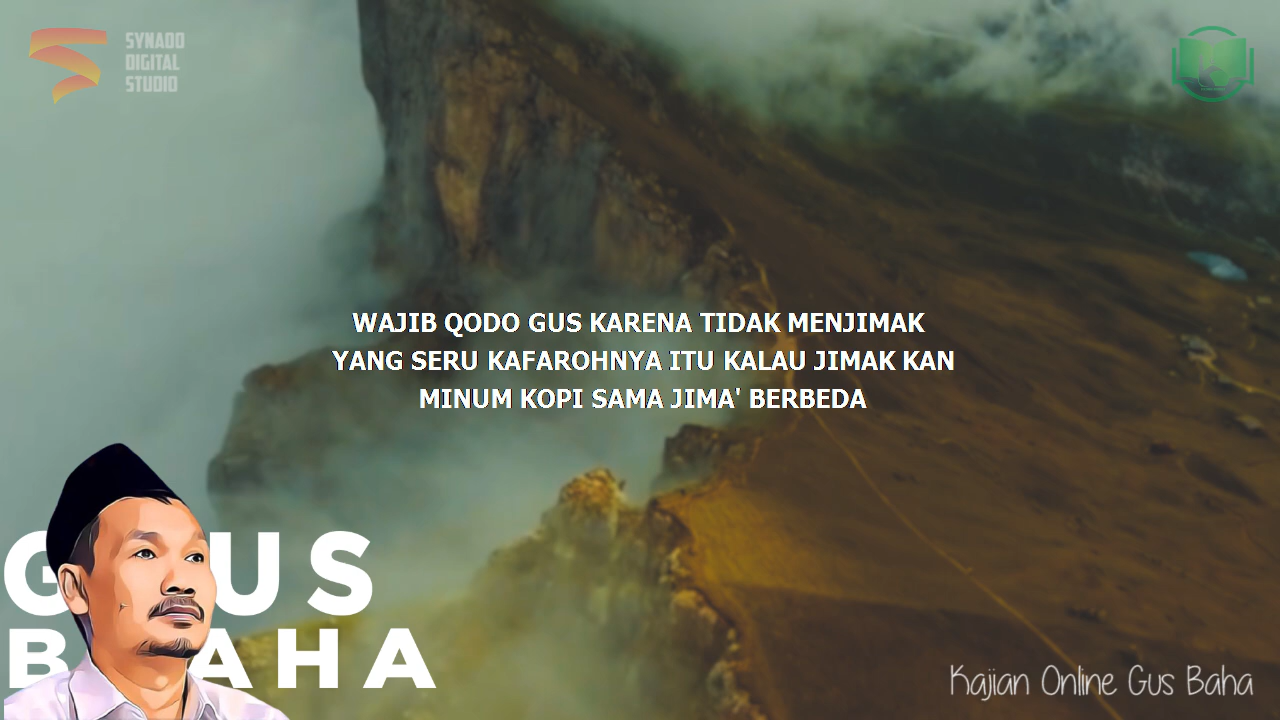 SYNADO
DIGITAL
STUDIO
WAJIB QODO GUS KARENA TIDAK MENJIMAK
YANG SERU KAFAROHNYA ITU KALAU JIMAK KAN
MINUM KOPI SAMA JIMA' BERBEDA
GUS
BAHA
Kajian Online Gus Baha